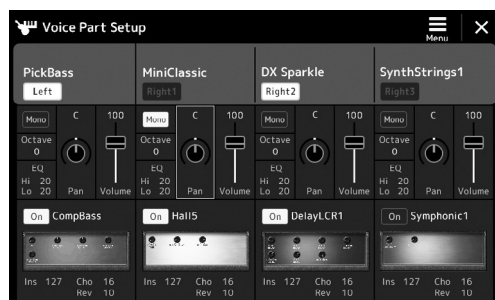 Voice Part Setup
Menu
PickBass
Left
MiniClassic
Right1
DX Sparkle
Right2
SynthStrings1
Right3
Mono C 100
Octave
0
EQ
Hi 20
Lo 20 Pan Volume
Mono C 100
Octave
0
EQ
Hi 20
Lo 20 Pan Volume
Mono C 100
Octave
0
EQ
Hi 20
Lo 20 Pan Volume
Mono C 100
Octave
0
EQ
Hi 20
Lo 20 Pan Volume
On CompBass
Ins 127 Cho 16
Rev 10
On Hall5
Ins 127 Cho 16
Rev 10
On DelayLCR1
Ins 127 Cho 16
Rev 10
On Symphonic1
Ins 127 Cho 16
Rev 10